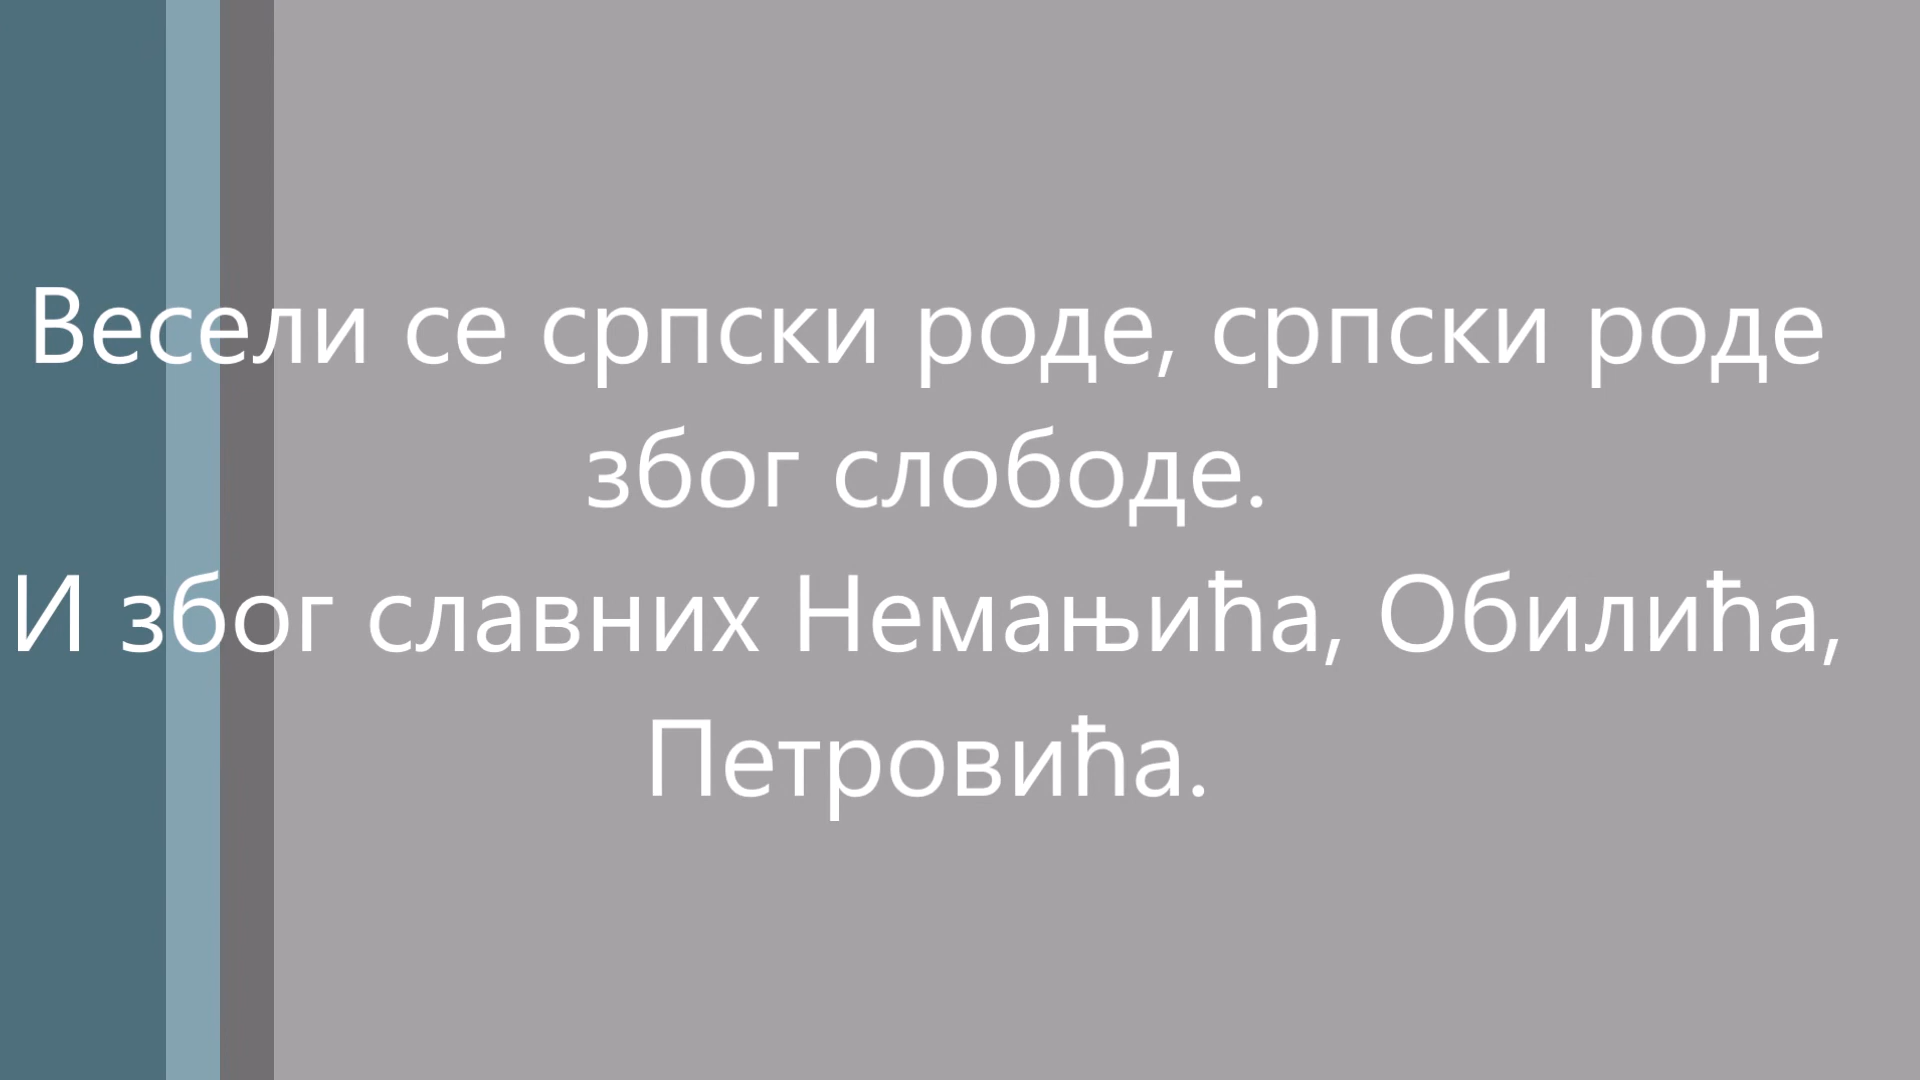 Весели се српски роде, српски роде
због слободе.
И због славних Немањића, Обилића,
Петровића.